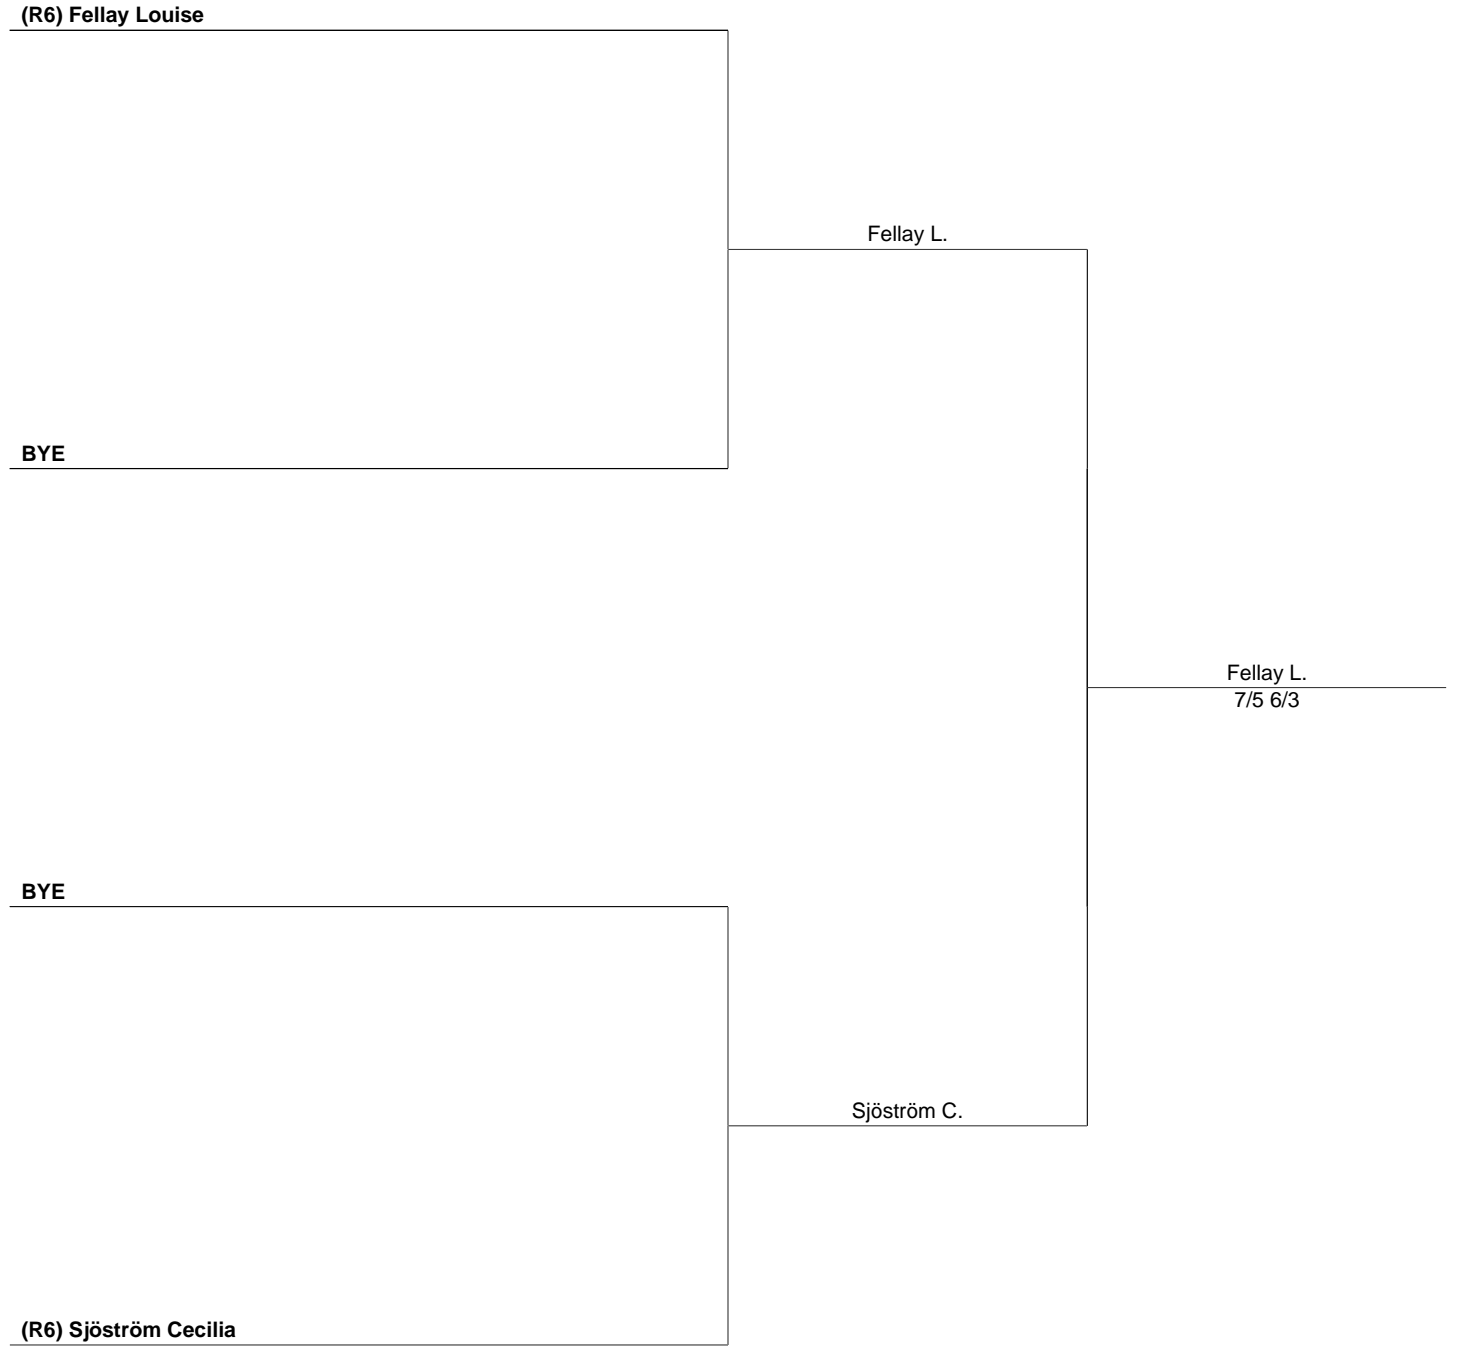 (R6) Fellay Louise
Fellay L.
BYE
Fellay L.
7/5 6/3
BYE
Sjöström C.
(R6) Sjöström Cecilia